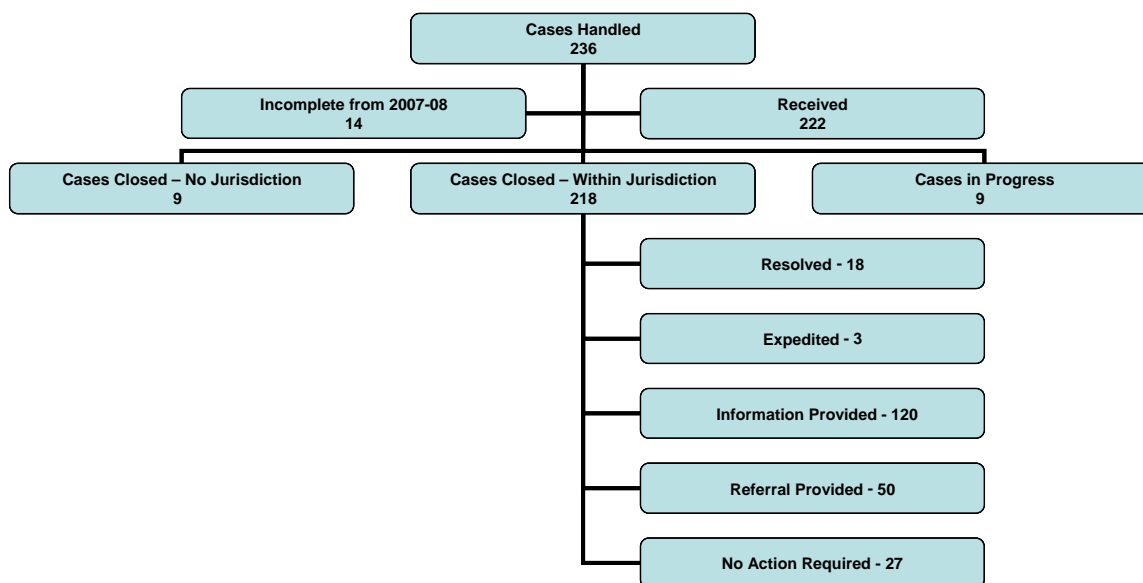 Cases Handled
236
Incomplete from 2007-08
14
Received
222
Cases Closed – No Jurisdiction
9
Cases Closed – Within Jurisdiction
218
Cases in Progress
9
Resolved - 18
Expedited - 3
Information Provided - 120
Referral Provided - 50
No Action Required - 27